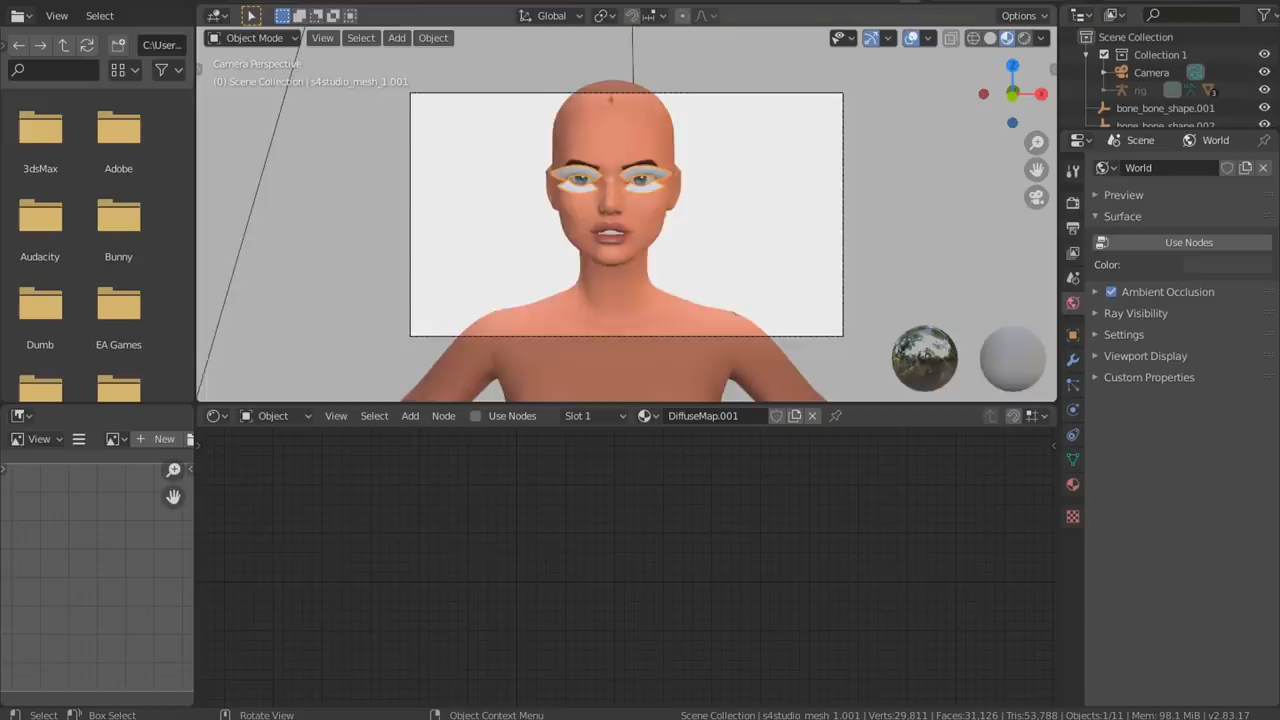 View Select
Global
Options
Scene Collection
C:\User...
Object Mode View Select Add Object
Collection 1
Camera Perspective
(0) Scene Collection | s4studio_mesh_1.001
Camera
rig
Z
X
3
bone_bone_shape.001
bone_bone_shape.002
3dsMax
Adobe
Scene World
World
Preview
Surface
Use Nodes
Color:
Ambient Occlusion
Ray Visibility
Settings
Viewport Display
Custom Properties
Audacity
Bunny
Dumb
EA Games
Object View Select Add Node Use Nodes Slot 1 DiffuseMap.001
View New
Select Box Select Rotate View Object Context Menu Scene Collection | s4studio_mesh_1.001 | Verts:29,811 | Faces:31,126 | Tris:53,788 | Objects:1/11 | Mem: 98.1 MiB | v2.83.17